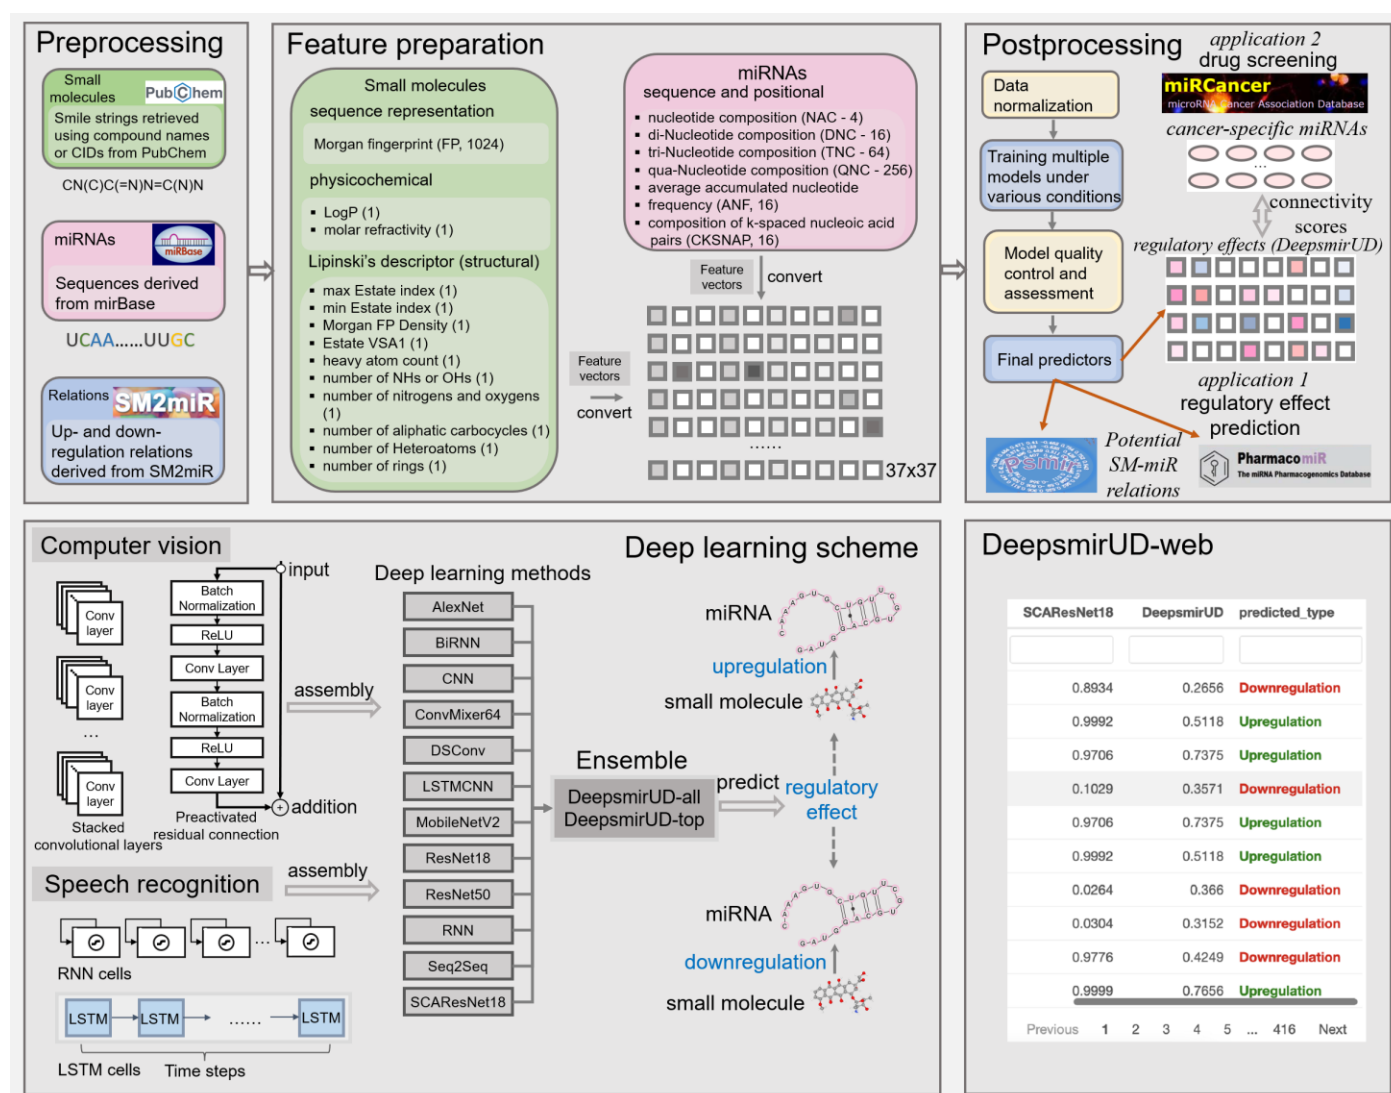 Preprocessing
Small
molecules
PubChem
Smile strings retrieved
using compound names
or CIDs from PubChem
CN(C)C(=N)N=C(N)N
miRNAs
miRBase
Sequences derived
from mirBase
UCAA......UUGC
Relations
SM2miR
Up- and down-
regulation relations
derived from SM2miR
Feature preparation
Small molecules
sequence representation
Morgan fingerprint (FP, 1024)
physicochemical
▪ LogP (1)
▪ molar refractivity (1)
Lipinski's descriptor (structural)
▪ max Estate index (1)
▪ min Estate index (1)
▪ Morgan FP Density (1)
▪ Estate VSA1 (1)
▪ heavy atom count (1)
▪ number of NHs or OHs (1)
▪ number of nitrogens and oxygens
(1)
▪ number of aliphatic carbocycles (1)
▪ number of Heteroatoms (1)
▪ number of rings (1)
miRNAs
sequence and positional
▪ nucleotide composition (NAC - 4)
▪ di-Nucleotide composition (DNC - 16)
▪ tri-Nucleotide composition (TNC - 64)
▪ qua-Nucleotide composition (QNC - 256)
▪ average accumulated nucleotide
frequency (ANF, 16)
▪ composition of k-spaced nucleoic acid
pairs (CKSNAP, 16)
Feature
vectors
convert
Feature
vectors
convert
......
37x37
Postprocessing
Data
normalization
Training multiple
models under
various conditions
Model quality
control and
assessment
Final predictors
application 2
drug screening
miRCancer
microRNA Cancer Association Database
cancer-specific miRNAs
...
connectivity
scores
regulatory effects (DeepsmirUD)
application 1
regulatory effect
prediction
Psmir
Potential
SM-miR
relations
PharmacomiR
The miRNA Pharmacogenomics Database
Computer vision
Conv
layer
Conv
layer
...
Conv
layer
Stacked
convolutional layers
input
Batch
Normalization
ReLU
Conv Layer
Batch
Normalization
ReLU
Conv Layer
+
addition
Preactivated
residual connection
assembly
Speech recognition
assembly
...
RNN cells
LSTM
LSTM
......
LSTM
LSTM cells
Time steps
Deep learning methods
AlexNet
BiRNN
CNN
ConvMixer64
DSConv
LSTMCNN
MobileNetV2
ResNet18
ResNet50
RNN
Seq2Seq
SCAResNet18
Deep learning scheme
Ensemble
DeepsmirUD-all
DeepsmirUD-top
predict
miRNA
upregulation
small molecule
regulatory
effect
miRNA
downregulation
small molecule
DeepsmirUD-web
SCAResNet18 DeepsmirUD predicted_type
0.8934 0.2656 Downregulation
0.9992 0.5118 Upregulation
0.9706 0.7375 Upregulation
0.1029 0.3571 Downregulation
0.9706 0.7375 Upregulation
0.9992 0.5118 Upregulation
0.0264 0.366 Downregulation
0.0304 0.3152 Downregulation
0.9776 0.4249 Downregulation
0.9999 0.7656 Upregulation
Previous 1 2 3 4 5 ... 416 Next